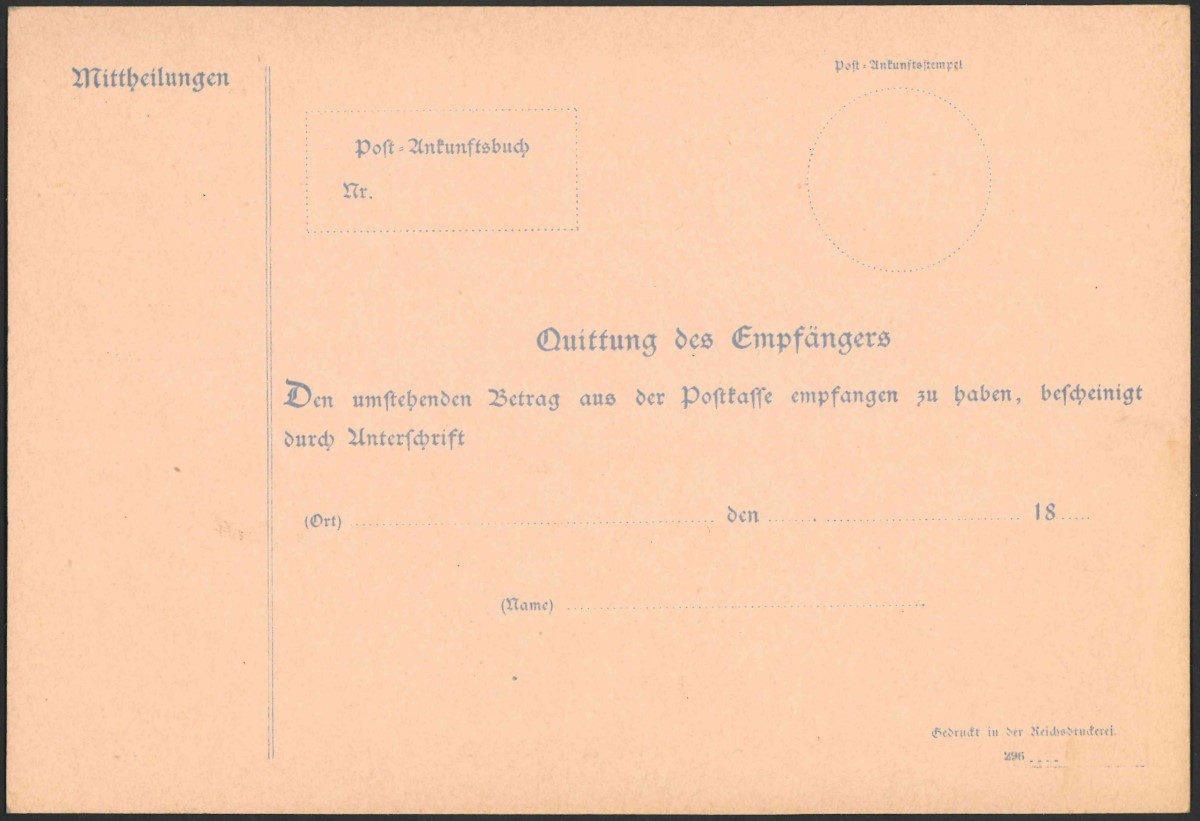 Mittheilungen
Post-Ankunftsstempel
Post-Ankunftsbuch
Nr.
Quittung des Empfängers
Den umstehenden Betrag aus der Postkasse empfangen zu haben, bescheinigt
durch Unterschrift
(Ort) den 18
(Name)
Gedruckt in der Reichsdruckerei.
296